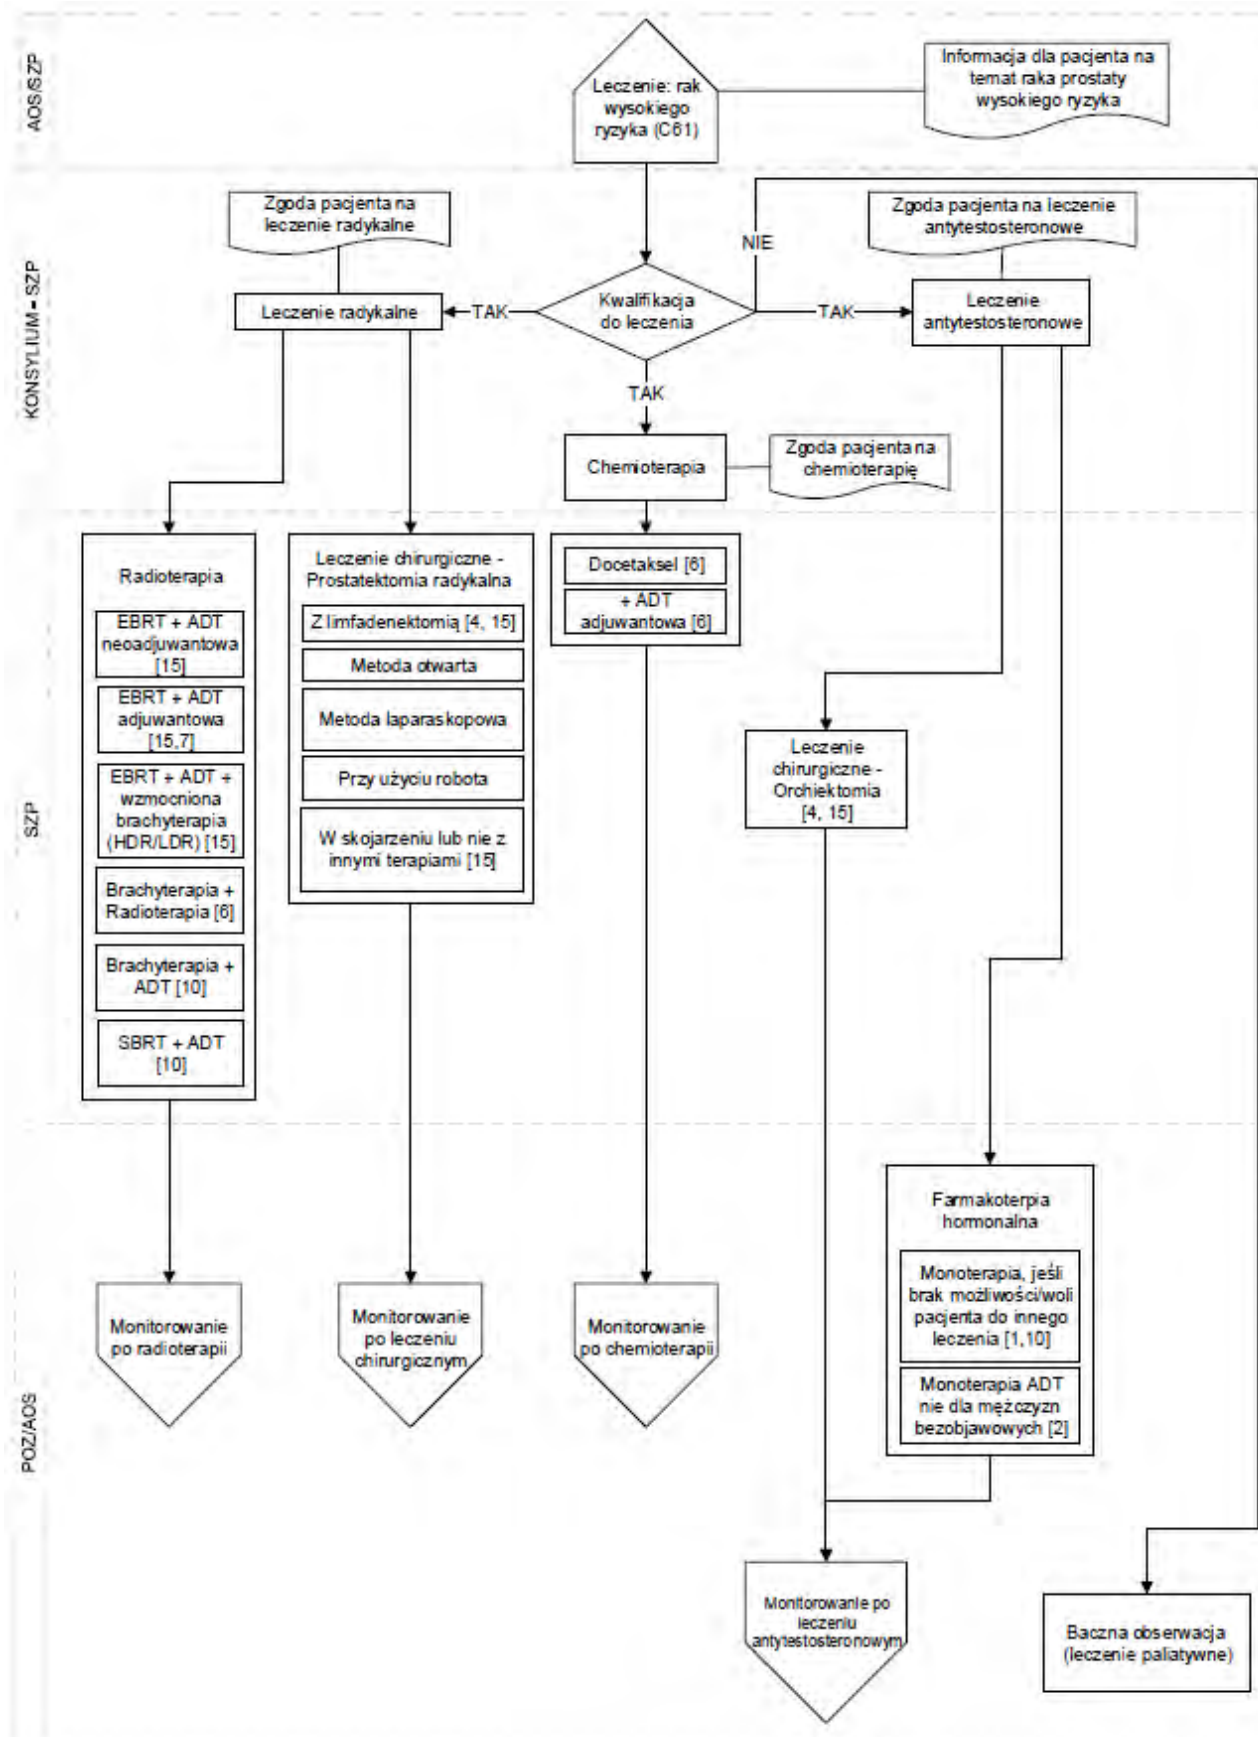 AOS/SZP
Leczenie: rak
wysokiego
ryzyka (C61)
Informacja dla pacjenta na
temat raka prostaty
wysokiego ryzyka
KONSYLIUM - SZP
Zgoda pacjenta na
leczenie radykalne
NIE
Zgoda pacjenta na leczenie
antytestosteronowe
Leczenie radykalne
TAK
Kwalifikacja
do leczenia
TAK
Leczenie
antytestosteronowe
TAK
Chemioterapia
Zgoda pacjenta na
chemioterapię
SZP
Radioterapia
EBRT + ADT
neoadjuwantowa
[15]
EBRT + ADT
adjuwantowa
[15,7]
EBRT + ADT +
wzmocniona
brachyterapia
(HDR/LDR) [15]
Brachyterapia +
Radioterapia [6]
Brachyterapia +
ADT [10]
SBRT + ADT
[10]
Leczenie chirurgiczne -
Prostatektomia radykalna
Z limfadenektomią [4, 15]
Metoda otwarta
Metoda laparaskopowa
Przy użyciu robota
W skojarzeniu lub nie z
innymi terapiami [15]
Docetaksel [6]
+ ADT
adjuwantowa [6]
Leczenie
chirurgiczne -
Orchiektomia
[4, 15]
POZ/AOS
Farmakoterpia
hormonalna
Monoterapia, jeśli
brak możliwości/woli
pacjenta do innego
leczenia [1,10]
Monoterapia ADT
nie dla mężczyzn
bezobjawowych [2]
Monitorowanie
po radioterapii
Monitorowanie
po leczeniu
chirurgicznym
Monitorowanie
po chemioterapii
Monitorowanie po
leczeniu
antytestosteronowym
Baczna obserwacja
(leczenie paliatywne)